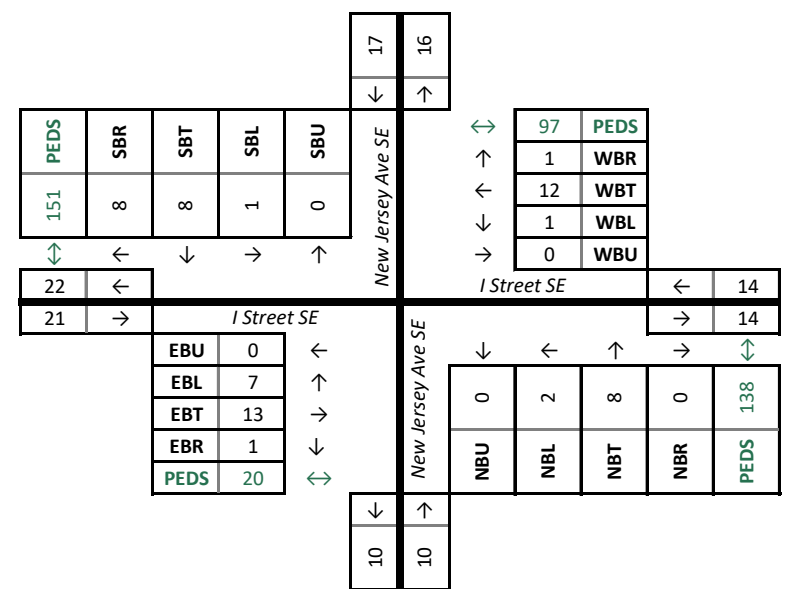 17 16
↓ ↑
PEDS SBR SBT SBL SBU
151 8 8 1 0
↕ ← ↓ → ↑
New Jersey Ave SE
↔ 97 PEDS
↑ 1 WBR
← 12 WBT
↓ 1 WBL
→ 0 WBU
22 ←
I Street SE
← 14
21 →
I Street SE
→ 14
EBU 0 ←
EBL 7 ↑
EBT 13 →
EBR 1 ↓
PEDS 20 ↔
New Jersey Ave SE
↓ ← ↑ → ↕
0 2 8 0 138
NBU NBL NBT NBR PEDS
↓ ↑
10 10